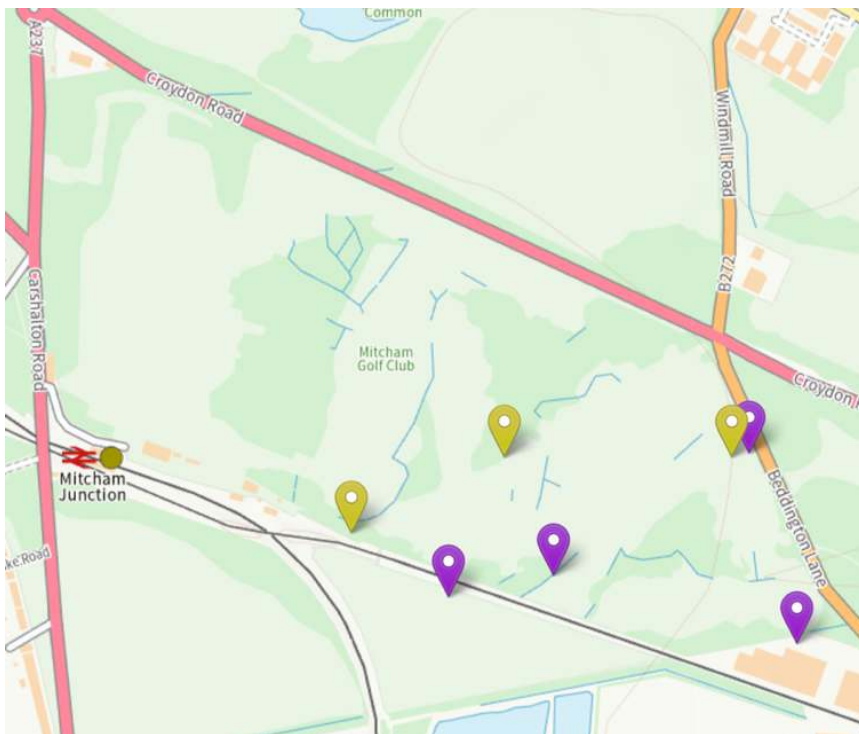 Common
A237
Croydon Road
Windmill Road
B272
Carshalton Road
Mitcham
Golf Club
Croydon
Mitcham
Junction
Beddington Lane
ke Road